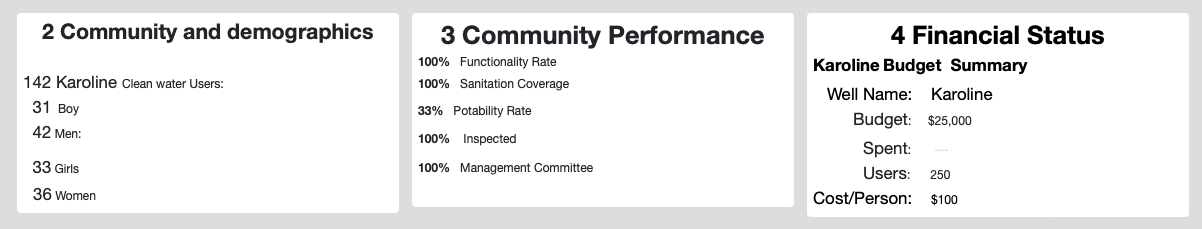 2 Community and demographics
142 Karoline Clean water Users:
31 Boy
42 Men:
33 Girls
36 Women
3 Community Performance
100% Functionality Rate
100% Sanitation Coverage
33% Potability Rate
100% Inspected
100% Management Committee
4 Financial Status
Karoline Budget Summary
Well Name: Karoline
Budget: $25,000
Spent: ---
Users: 250
Cost/Person: $100